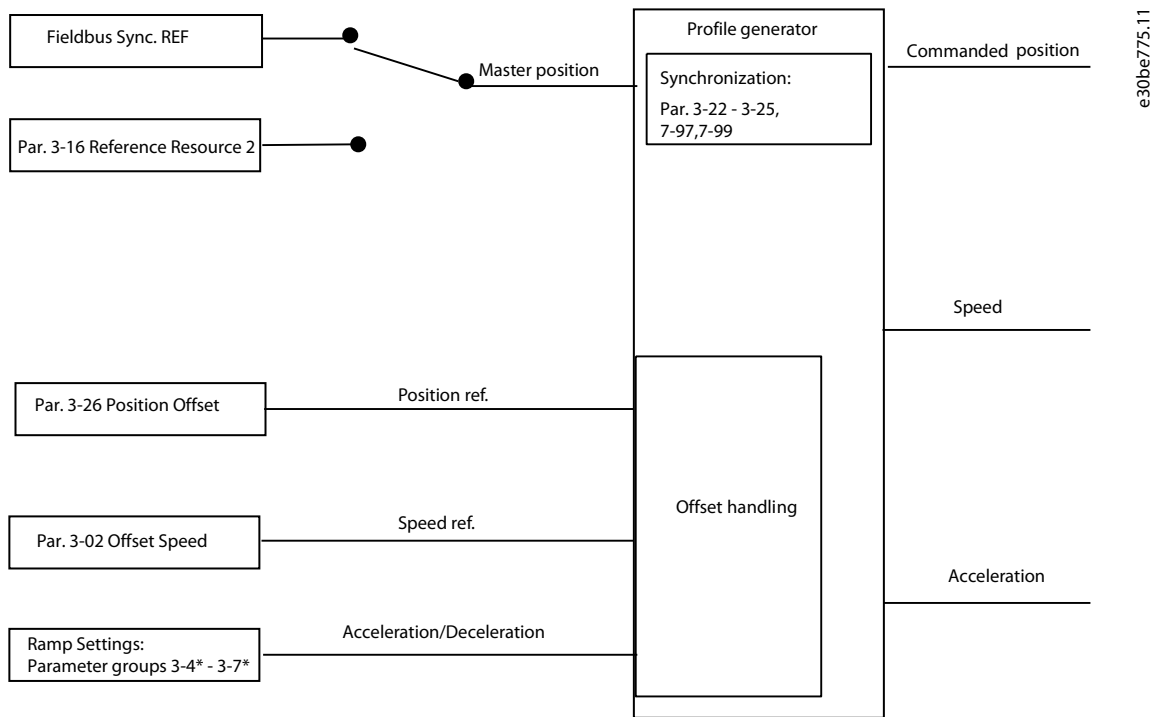 Fieldbus Sync. REF
Par. 3-16 Reference Resource 2
Master position
Profile generator
Synchronization:
Par. 3-22 - 3-25,
7-97,7-99
Commanded position
e30be775.11
Speed
Par. 3-26 Position Offset
Position ref.
Par. 3-02 Offset Speed
Speed ref.
Offset handling
Acceleration
Ramp Settings:
Parameter groups 3-4* - 3-7*
Acceleration/Deceleration